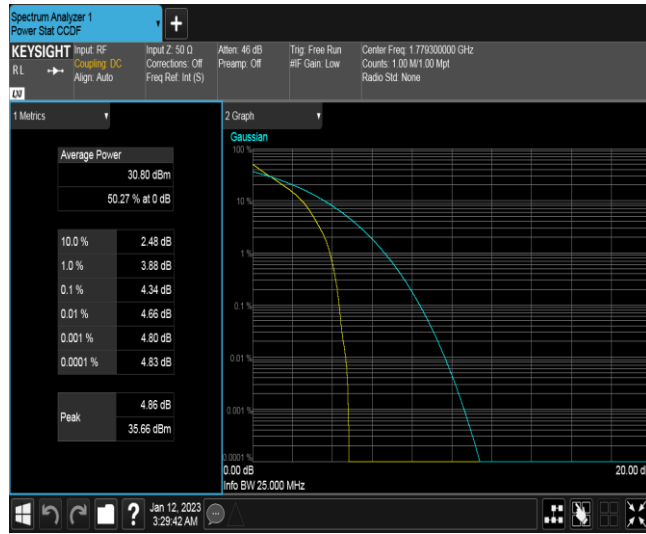 Spectrum Analyzer 1
Power Stat CCDF
+
KEYSIGHT
RL
LXI
Input: RF
Coupling: DC
Align: Auto
Input Z: 50 Ω
Corrections: Off
Freq Ref: Int (S)
Atten: 46 dB
Preamp: Off
Trig: Free Run
#IF Gain: Low
Center Freq: 1.779300000 GHz
Counts: 1.00 M/1.00 Mpt
Radio Std: None
1 Metrics
Average Power
30.80 dBm
50.27 % at 0 dB
10.0 % 2.48 dB
1.0 % 3.88 dB
0.1 % 4.34 dB
0.01 % 4.66 dB
0.001 % 4.80 dB
0.0001 % 4.83 dB
Peak
4.86 dB
35.66 dBm
2 Graph
Gaussian
100 %
10 %
1 %
0.1 %
0.01 %
0.001 %
0.0001 %
0.00 dB
20.00 d
Info BW 25.000 MHz
?
Jan 12, 2023
3:29:42 AM